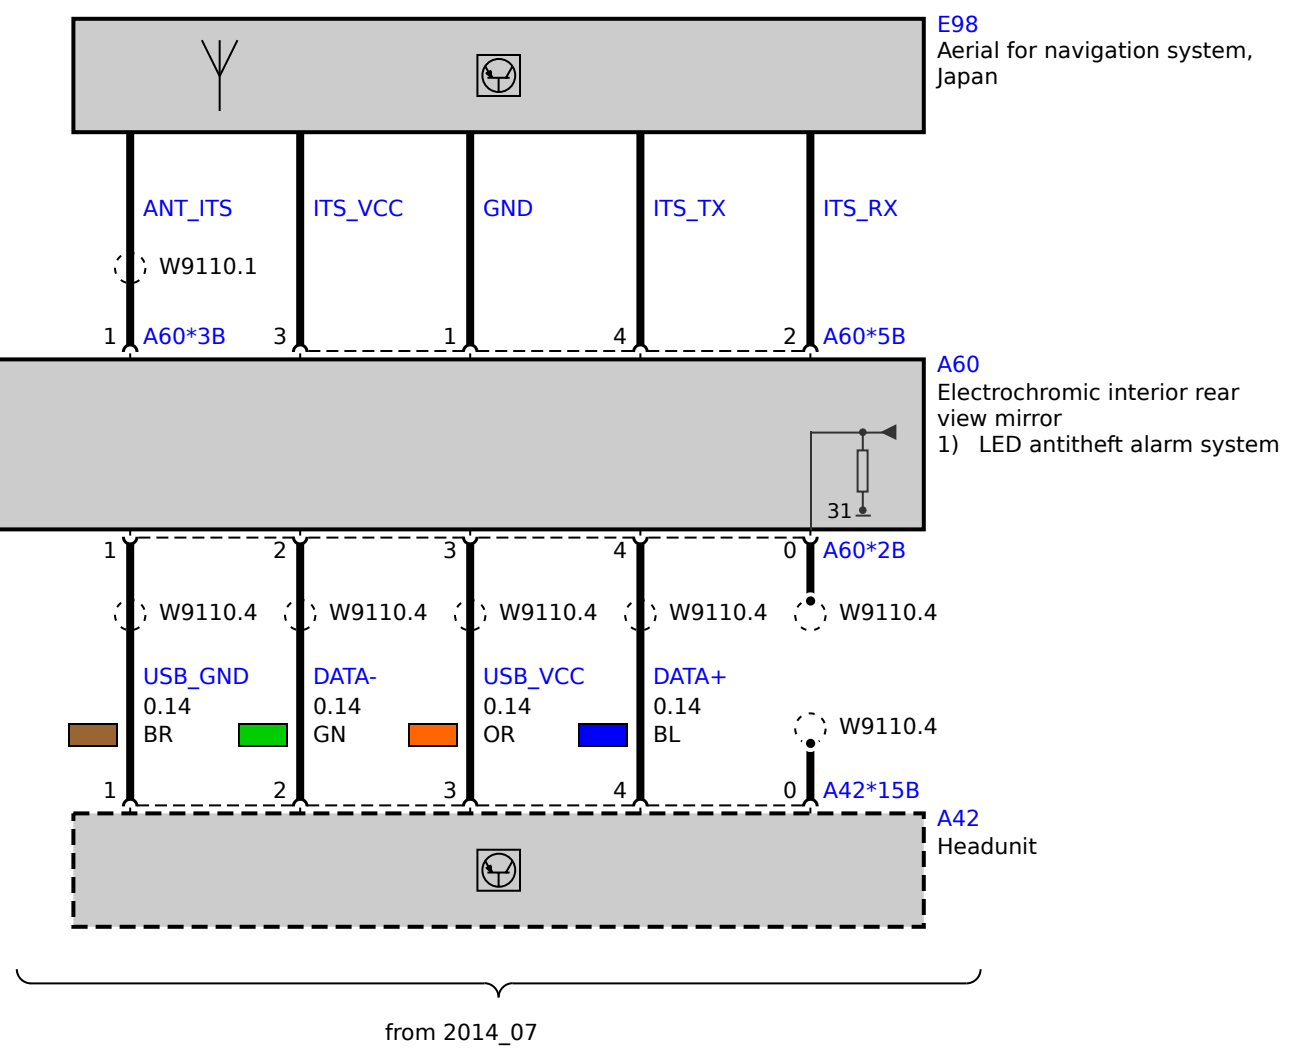 E98
Aerial for navigation system,
Japan
ANT_ITS ITS_VCC GND ITS_TX ITS_RX
W9110.1
1 A60*3B 3 1 4 2 A60*5B
A60
Electrochromic interior rear
view mirror
1) LED antitheft alarm system
31
1 2 3 4 0 A60*2B
W9110.4 W9110.4 W9110.4 W9110.4 W9110.4
USB_GND DATA- USB_VCC DATA+
0.14 0.14 0.14 0.14
BR GN OR BL W9110.4
1 2 3 4 0 A42*15B
A42
Headunit
from 2014_07